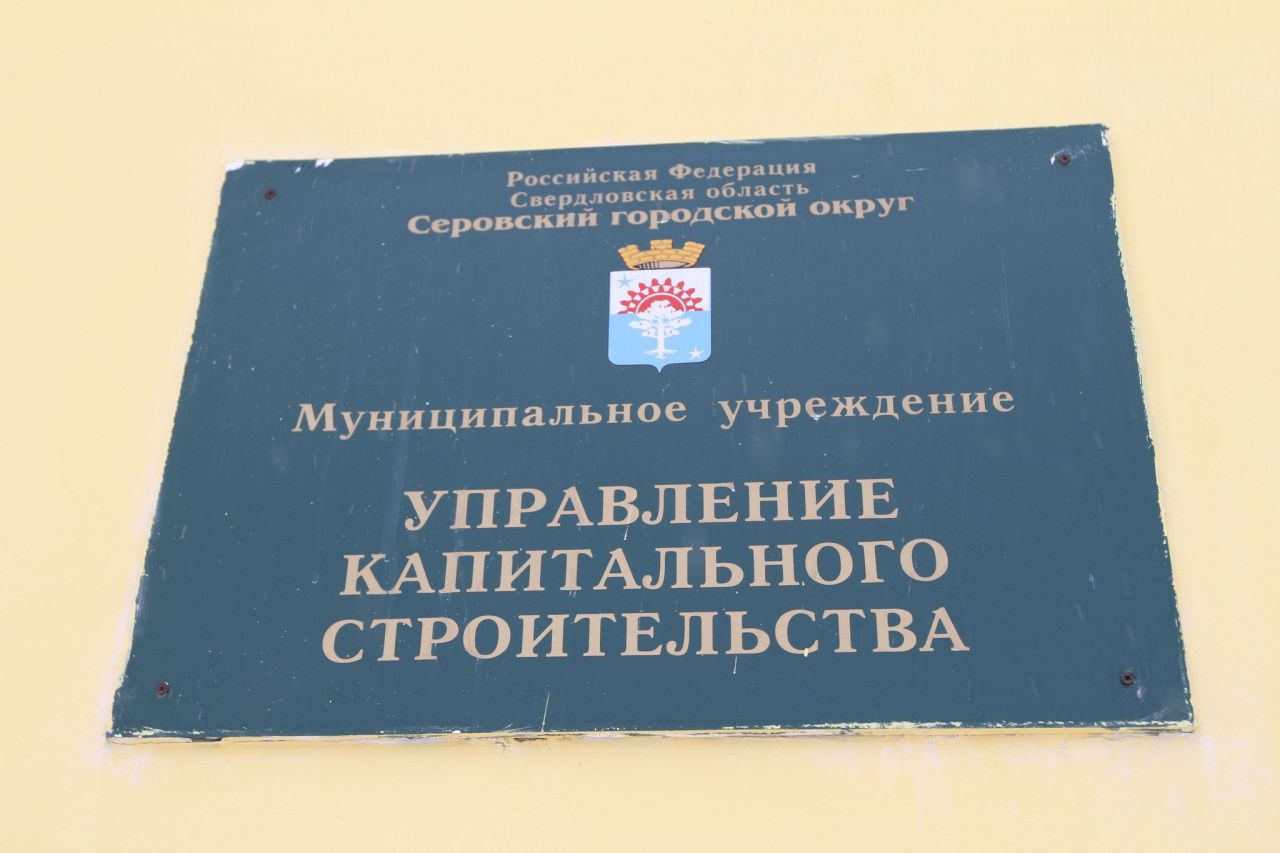 Российская Федерация
Свердловская область
Серовский городской округ
Муниципальное учреждение
УПРАВЛЕНИЕ
КАПИТАЛЬНОГО
СТРОИТЕЛЬСТВА